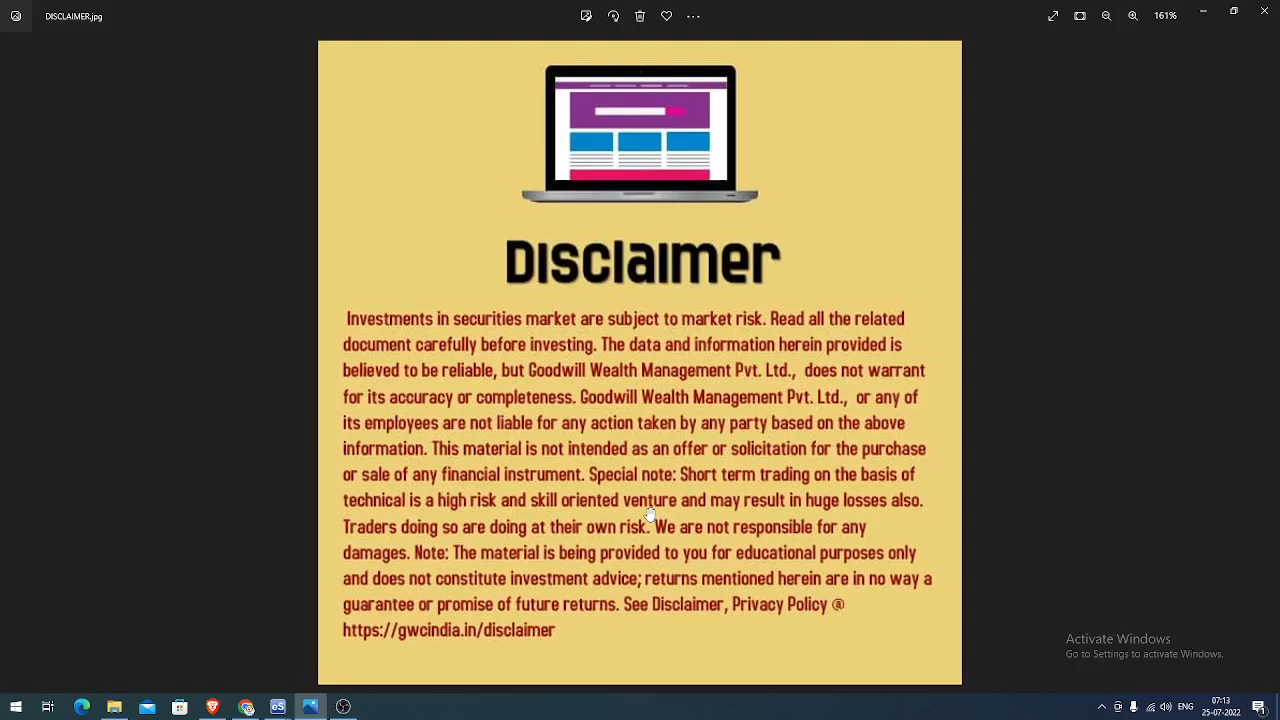 DISCLAIMER.jpg
Disclaimer
Investments in securities market are subject to market risk. Read all the related
document carefully before investing. The data and information herein provided is
believed to be reliable, but Goodwill Wealth Management Pvt. Ltd., does not warrant
for its accuracy or completeness. Goodwill Wealth Management Pvt. Ltd., or any of
its employees are not liable for any action taken by any party based on the above
information. This material is not intended as an offer or solicitation for the purchase
or sale of any financial instrument. Special note: Short term trading on the basis of
technical is a high risk and skill oriented venture and may result in huge losses also.
Traders doing so are doing at their own risk. We are not responsible for any
damages. Note: The material is being provided to you for educational purposes only
and does not constitute investment advice; returns mentioned herein are in no way a
guarantee or promise of future returns. See Disclaimer, Privacy Policy @
https://gwcindia.in/disclaimer
Activate Windows
Go to Settings to activate Windows.
07:13
25-07-2022